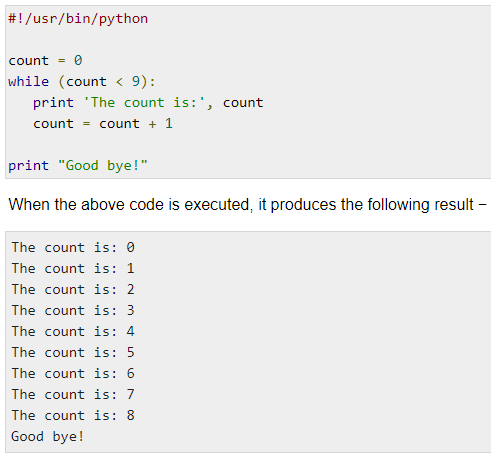 #!/usr/bin/python

count = 0
while (count < 9):
   print 'The count is:', count
   count = count + 1

print "Good bye!"
When the above code is executed, it produces the following result −
The count is: 0
The count is: 1
The count is: 2
The count is: 3
The count is: 4
The count is: 5
The count is: 6
The count is: 7
The count is: 8
Good bye!